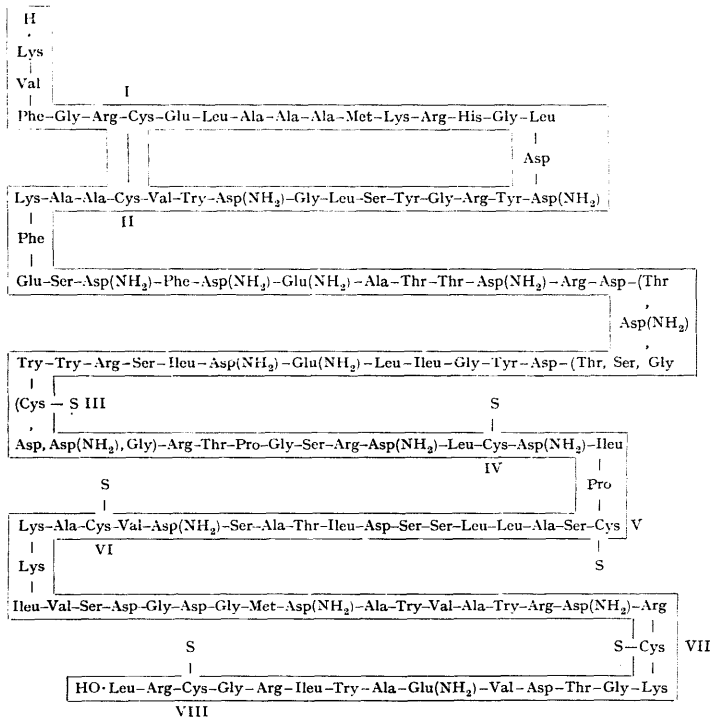 H
Lys
Val
I
Phe–Gly–Arg–Cys–Glu–Leu–Ala–Ala–Ala–Met–Lys–Arg–His–Gly–Leu
Asp
Lys–Ala–Ala–Cys–Val–Try–Asp(NH₂)–Gly–Leu–Ser–Tyr–Gly–Arg–Tyr–Asp(NH₂)
II
Phe
Glu–Ser–Asp(NH₂)–Phe–Asp(NH₂)–Glu(NH₂)–Ala–Thr–Thr–Asp(NH₂)–Arg–Asp–(Thr
,
Asp(NH₂)
,
Try–Try–Arg–Ser–Ileu–Asp(NH₂)–Glu(NH₂)–Leu–Ileu–Gly–Tyr–Asp–(Thr, Ser, Gly
(Cys – S III
S
,
Asp, Asp(NH₂), Gly)–Arg–Thr–Pro–Gly–Ser–Arg–Asp(NH₂)–Leu–Cys–Asp(NH₂)–Ileu
IV
S
Pro
Lys–Ala–Cys–Val–Asp(NH₂)–Ser–Ala–Thr–Ileu–Asp–Ser–Ser–Leu–Leu–Ala–Ser–Cys V
VI
Lys
S
Ileu–Val–Ser–Asp–Gly–Asp–Gly–Met–Asp(NH₂)–Ala–Try–Val–Ala–Try–Arg–Asp(NH₂)–Arg
S
S–Cys VII
HO·Leu–Arg–Cys–Gly–Arg–Ileu–Try–Ala–Glu(NH₂)–Val–Asp–Thr–Gly–Lys
VIII